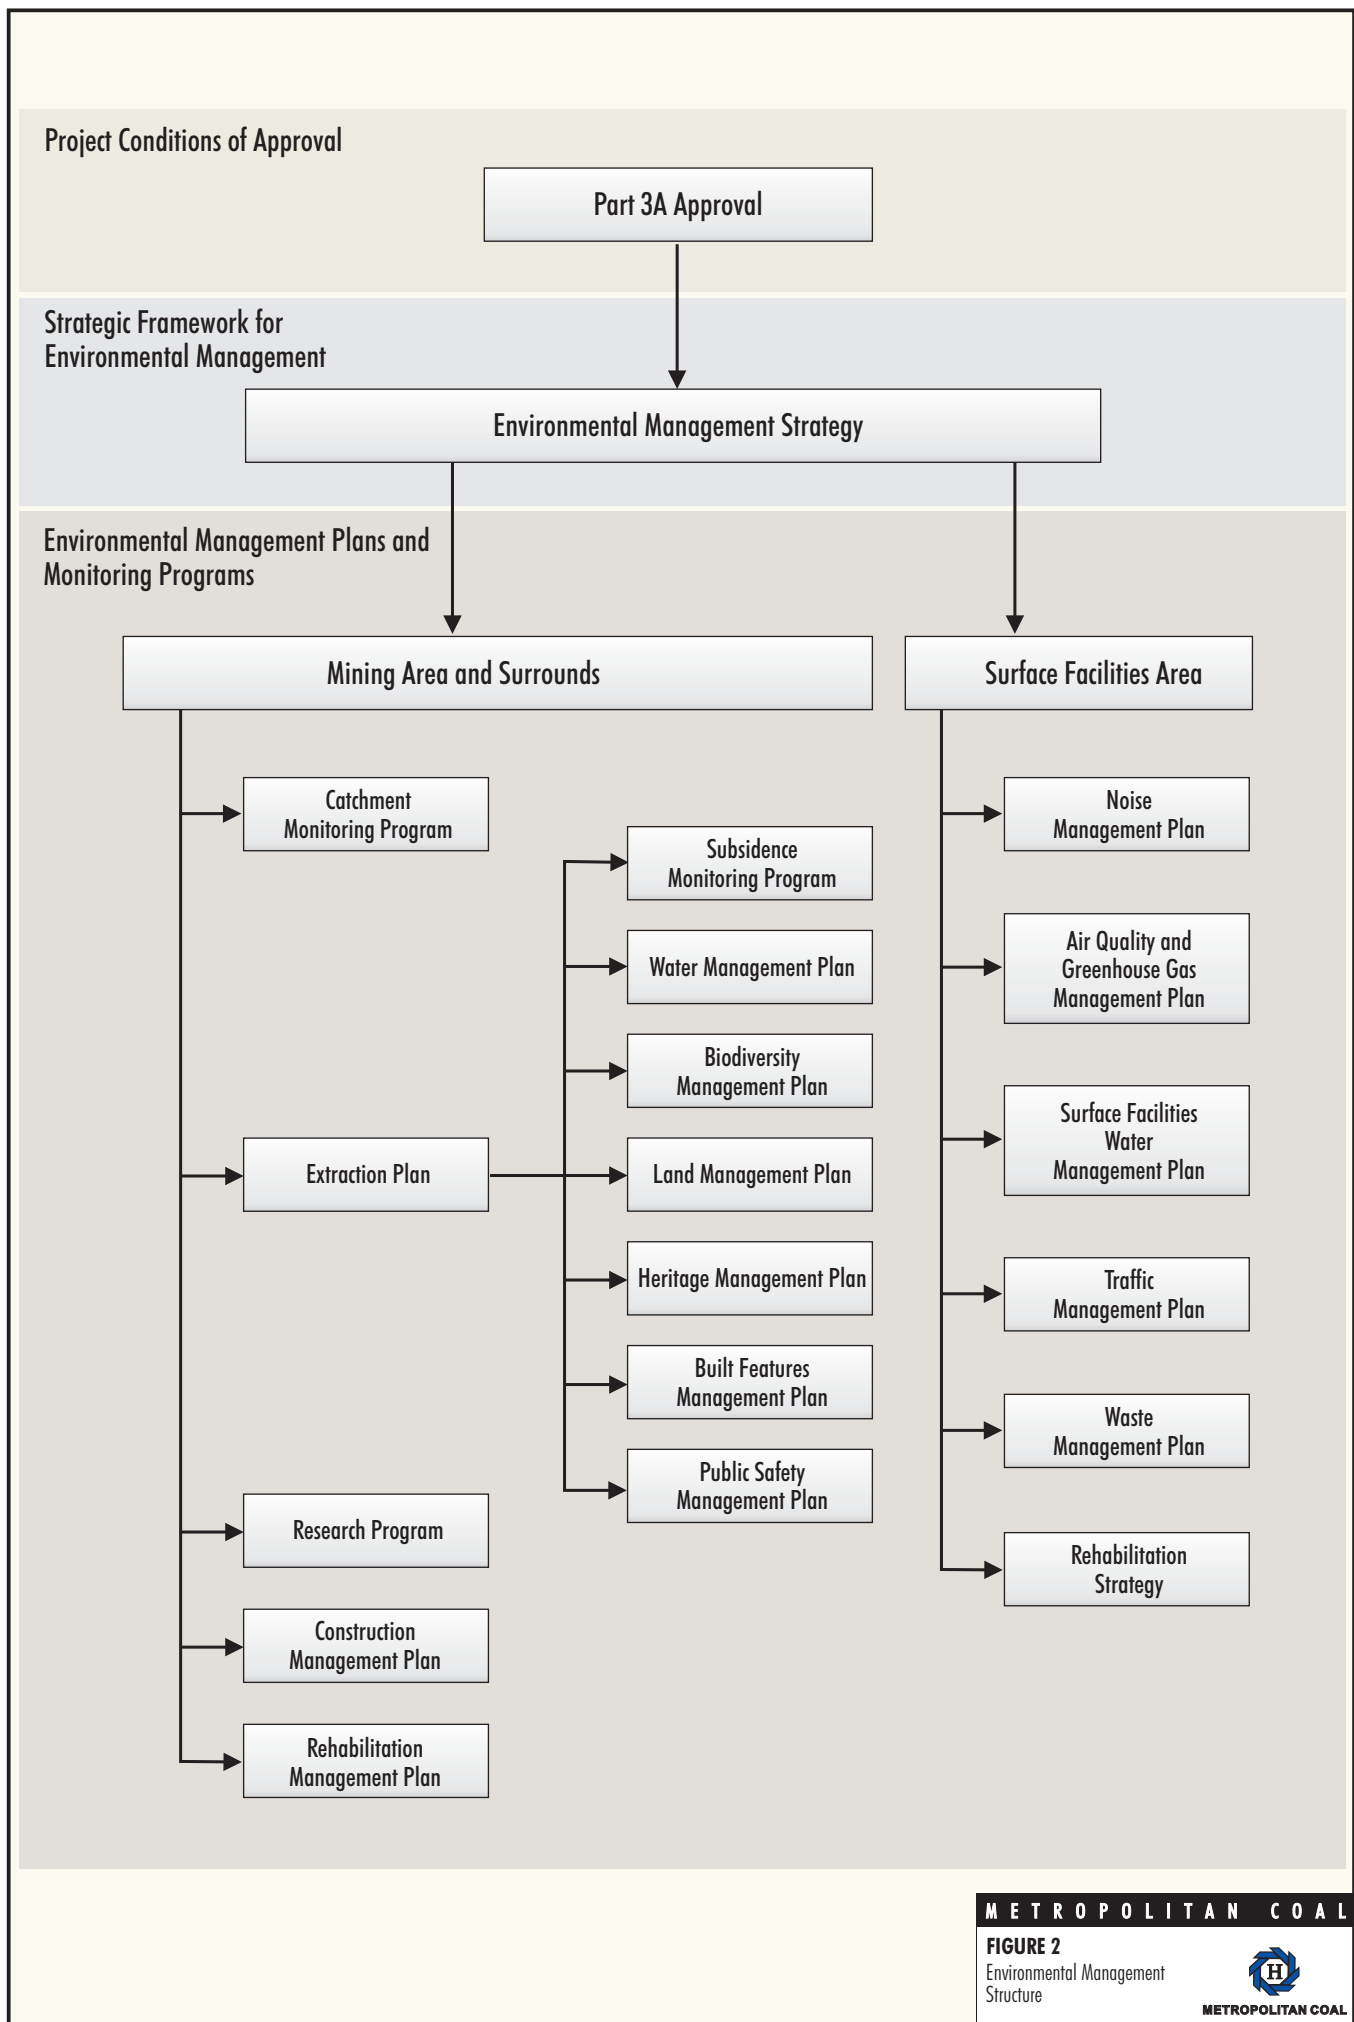 Project Conditions of Approval
Part 3A Approval
Strategic Framework for
Environmental Management
Environmental Management Strategy
Environmental Management Plans and
Monitoring Programs
Mining Area and Surrounds
Surface Facilities Area
Catchment
Monitoring Program
Extraction Plan
Research Program
Construction
Management Plan
Rehabilitation
Management Plan
Subsidence
Monitoring Program
Water Management Plan
Biodiversity
Management Plan
Land Management Plan
Heritage Management Plan
Built Features
Management Plan
Public Safety
Management Plan
Noise
Management Plan
Air Quality and
Greenhouse Gas
Management Plan
Surface Facilities
Water
Management Plan
Traffic
Management Plan
Waste
Management Plan
Rehabilitation
Strategy
METROPOLITAN COAL
FIGURE 2
Environmental Management
Structure
H
METROPOLITAN COAL